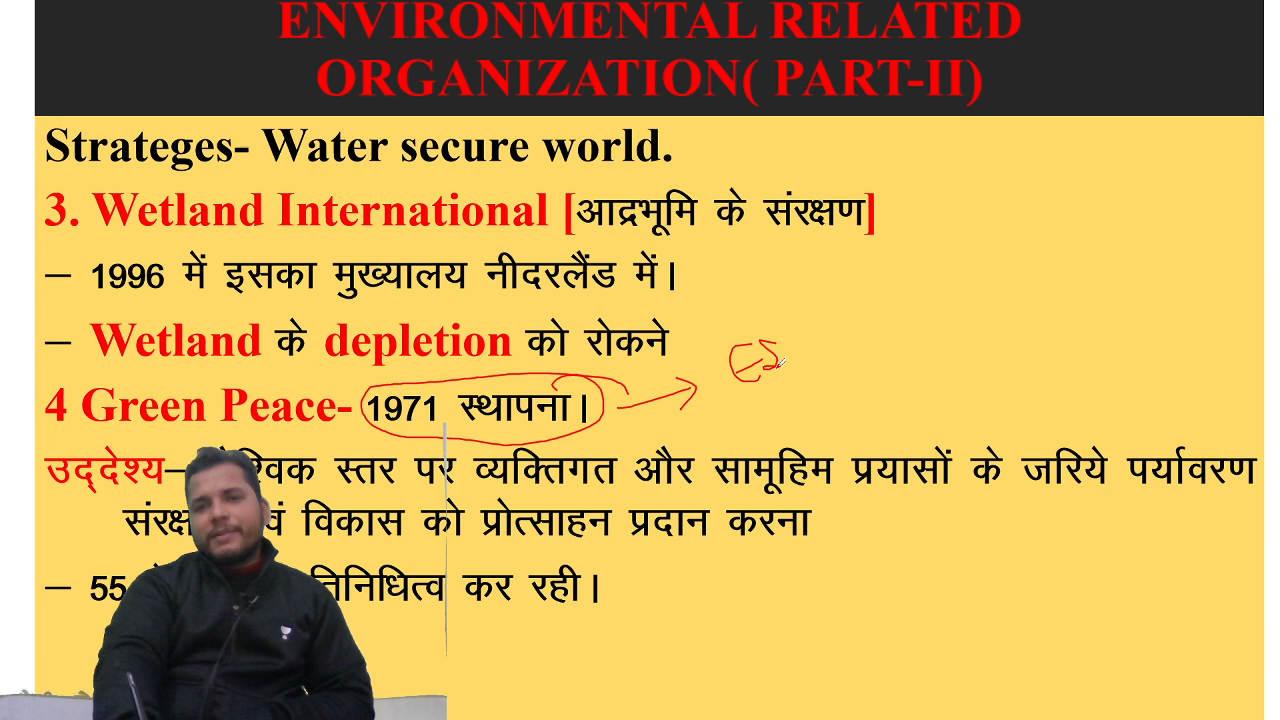 ENVIRONMENTAL RELATED
ORGANIZATION( PART-II)
Strateges- Water secure world.
3. Wetland International [आद्रभूमि के संरक्षण]
– 1996 में इसका मुख्यालय नीदरलैंड में।
– Wetland के depletion को रोकने
4 Green Peace- 1971 स्थापना।
उद्देश्य– स्तर पर व्यक्तिगत और सामूहिम प्रयासों के जरिये पर्यावरण
विकास को प्रोत्साहन प्रदान करना
– 55 कर रही।